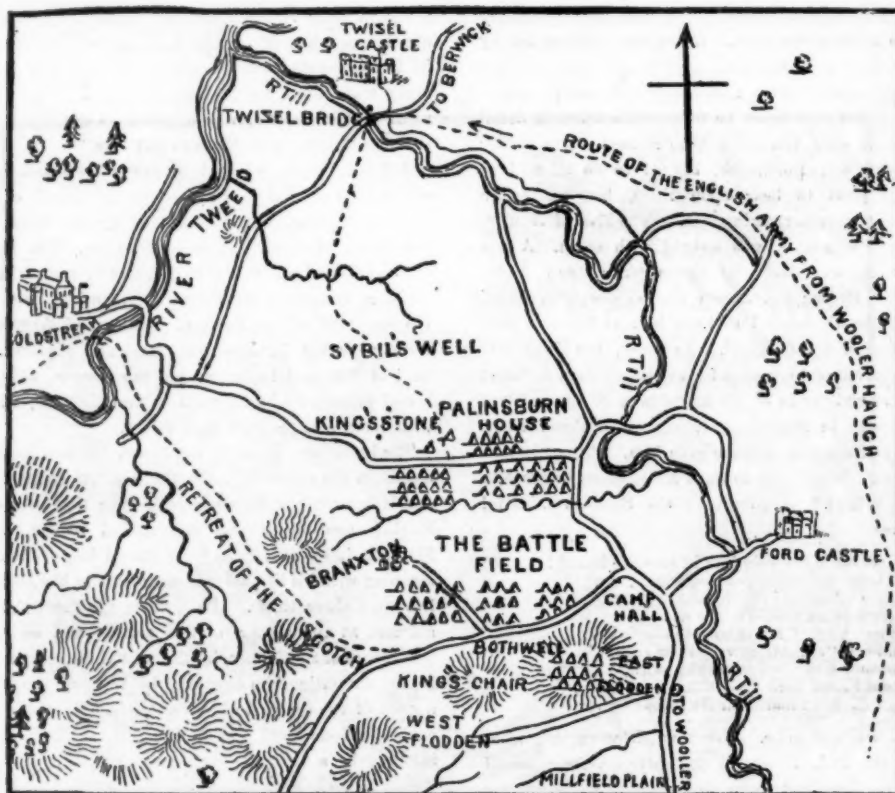 TWISEL
CASTLE
R Till
TWISEL BRIDGE
TO BERWICK
ROUTE OF THE ENGLISH ARMY FROM WOOLER HAUGH
RIVER TWEED
OLDSTREAM
SYBILS WELL
R Till
KINGSSTONE
PALINSBURN
HOUSE
RETREAT OF THE SCOTCH
BRANXTON
THE BATTLE
FIELD
FORD CASTLE
CAMP
HALL
BOTHWELL
KINGS' CHAIR
EAST
FLODDEN
R Till
WEST
FLODDEN
TO WOOLLER
MILLFIELD PLAIN